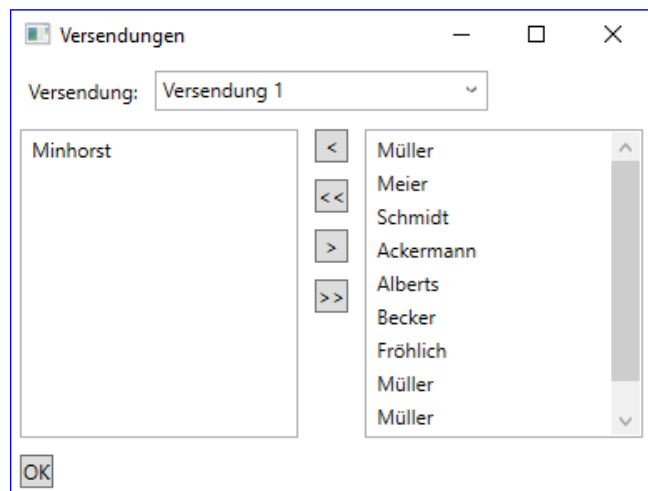 Versendungen
Versendung: Versendung 1
Minhorst
<
<<
>
>>
Müller
Meier
Schmidt
Ackermann
Alberts
Becker
Fröhlich
Müller
Müller
OK